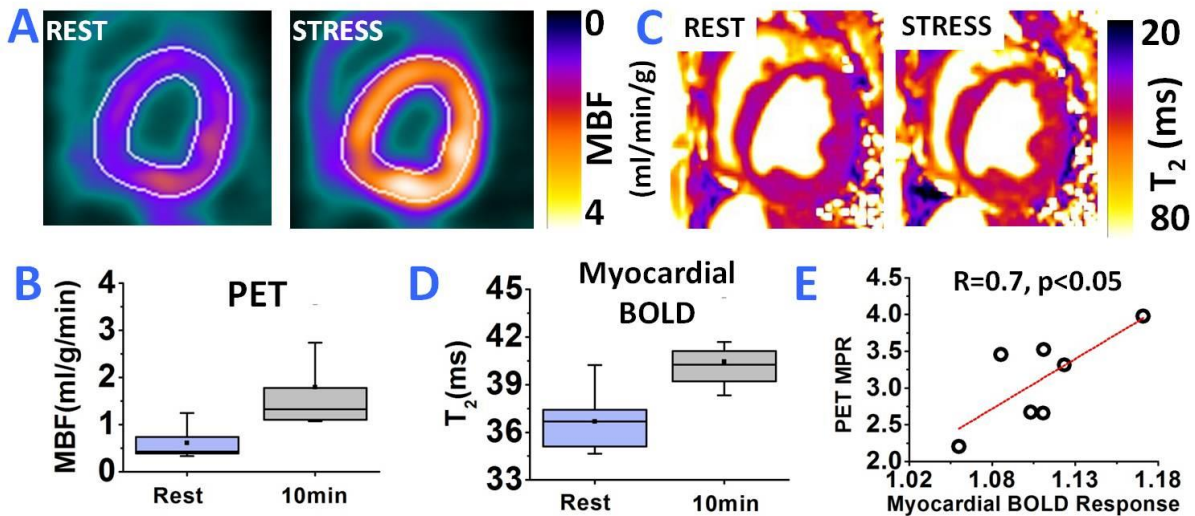 A
REST
STRESS
0
MBF
(ml/min/g)
4
C
REST
STRESS
20
T₂ (ms)
80
B
PET
MBF(ml/g/min)
4
3
2
1
0
Rest
10min
D
Myocardial
BOLD
T₂(ms)
45
42
39
36
33
Rest
10min
E
R=0.7, p<0.05
PET MPR
4.5
4.0
3.5
3.0
2.5
2.0
1.02
1.08
1.13
1.18
Myocardial BOLD Response